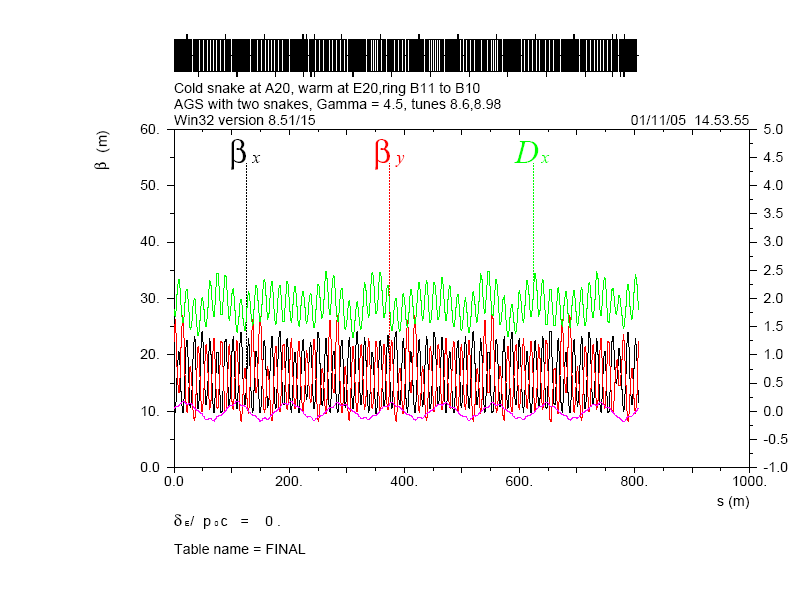 Cold snake at A20, warm at E20,ring B11 to B10
AGS with two snakes, Gamma = 4.5, tunes 8.6,8.98
Win32 version 8.51/15 01/11/05 14.53.55
β (m)
βx βy Dx
60. 5.0
4.5
50. 4.0
3.5
40. 3.0
2.5
30. 2.0
1.5
20. 1.0
0.5
10. 0.0
-0.5
0.0 -1.0
0.0 200. 400. 600. 800. 1000.
s (m)
δE/ p0c = 0.
Table name = FINAL